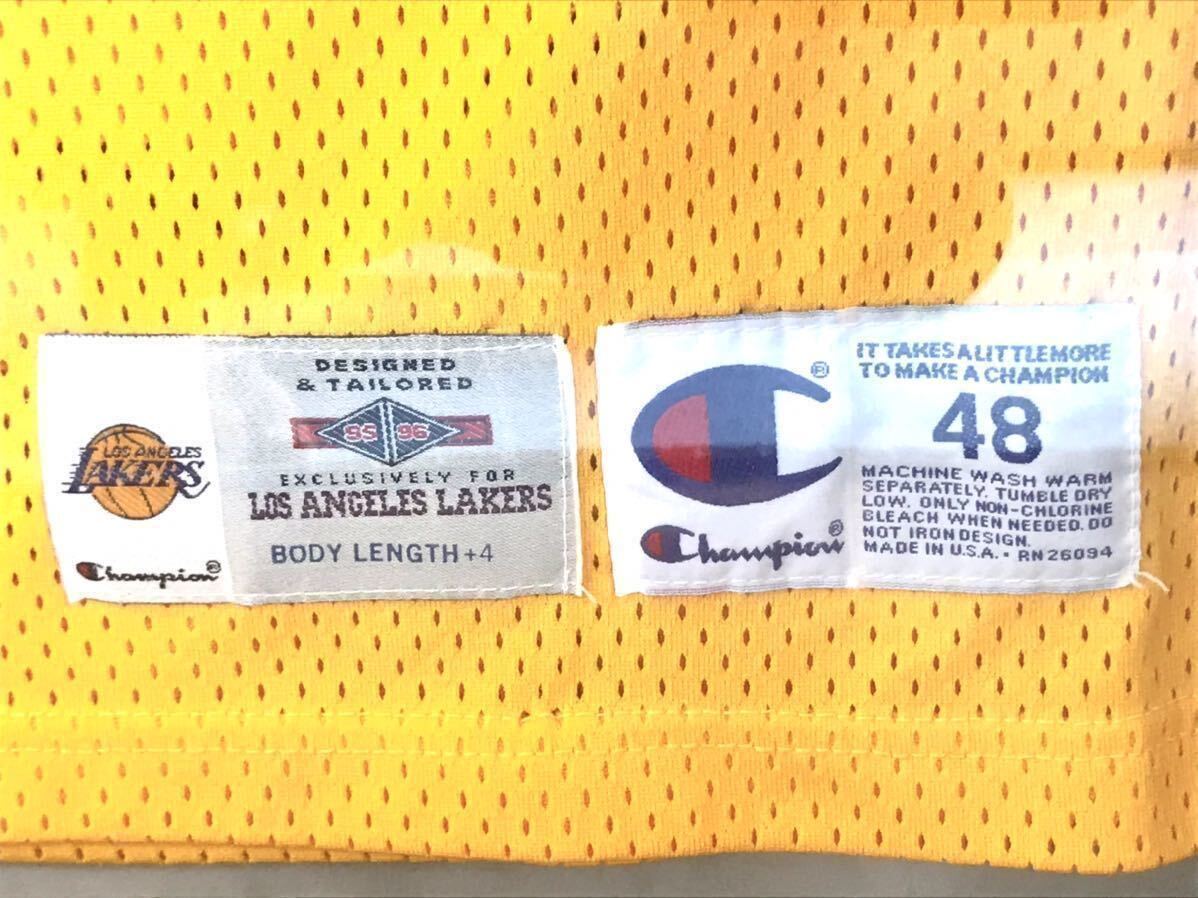 LOS ANGELES
LAKERS
Champion®
DESIGNED
& TAILORED
95 96
EXCLUSIVELY FOR
LOS ANGELES LAKERS
BODY LENGTH +4
®
Champion®
IT TAKES A LITTLE MORE
TO MAKE A CHAMPION
48
MACHINE WASH WARM
SEPARATELY. TUMBLE DRY
LOW. ONLY NON-CHLORINE
BLEACH WHEN NEEDED. DO
NOT IRON DESIGN.
MADE IN U.S.A. • RN 26094